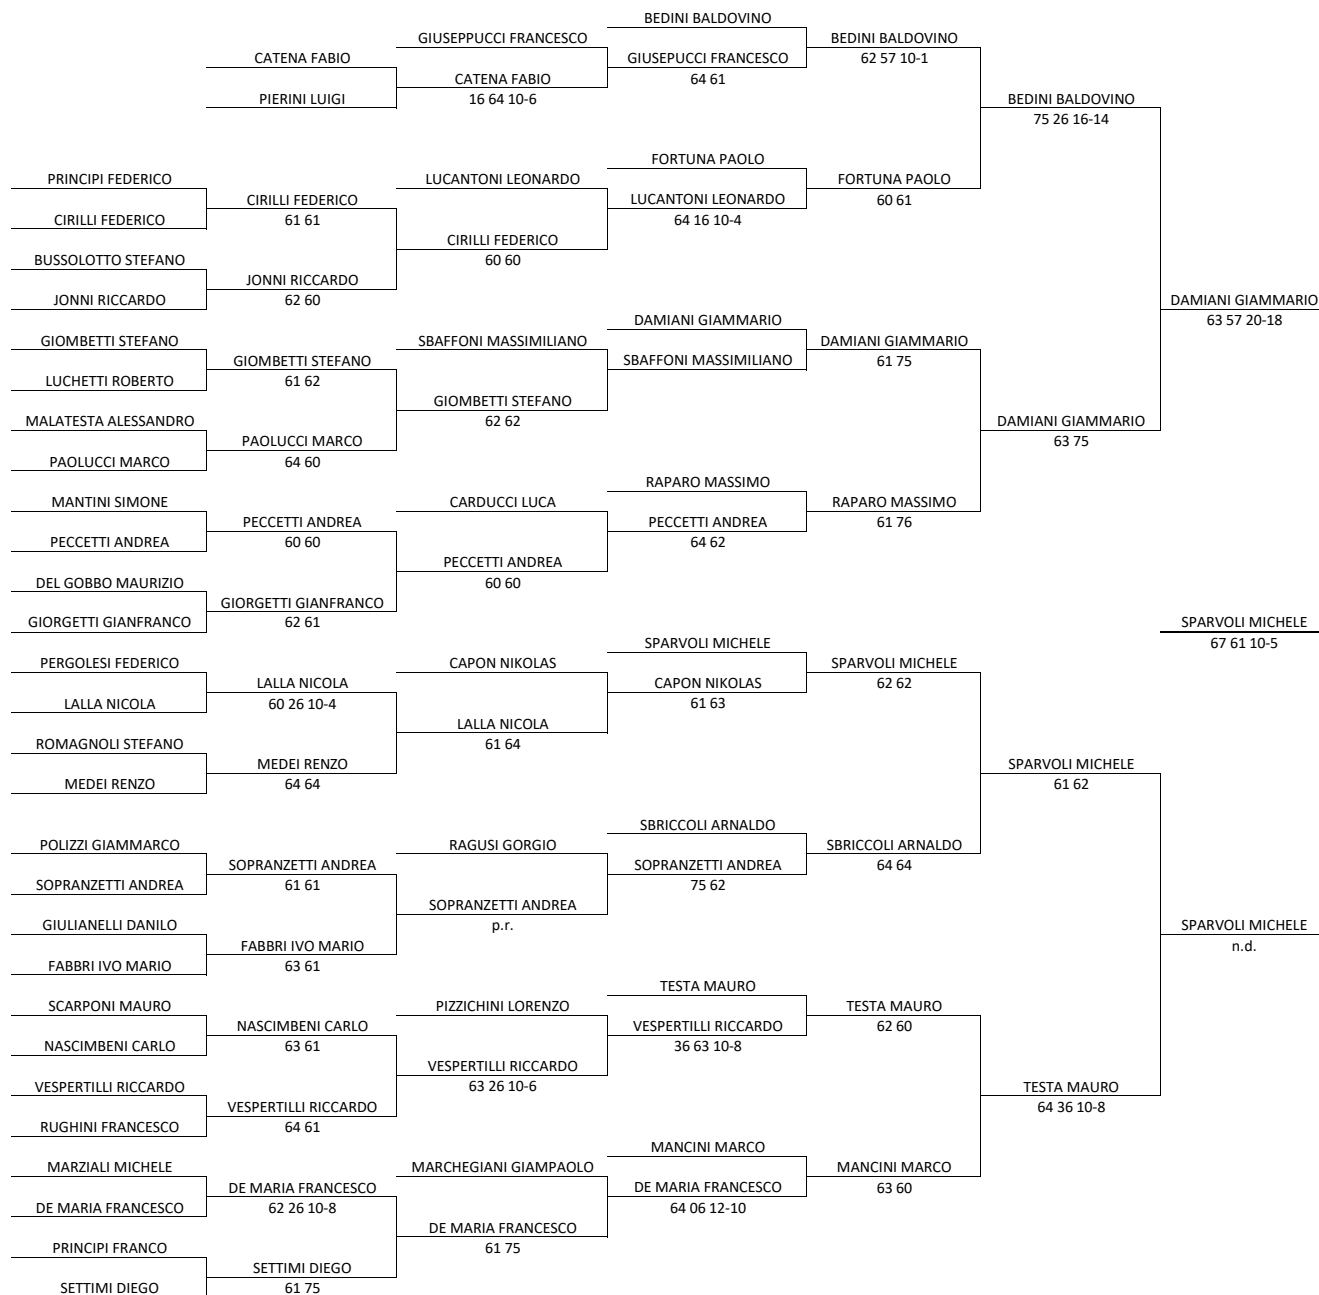 BEDINI BALDOVINO
GIUSEPPUCCI FRANCESCO
BEDINI BALDOVINO
CATENA FABIO
GIUSEPUCCI FRANCESCO
62 57 10-1
CATENA FABIO
64 61
PIERINI LUIGI
16 64 10-6
BEDINI BALDOVINO
75 26 16-14
FORTUNA PAOLO
PRINCIPI FEDERICO
LUCANTONI LEONARDO
FORTUNA PAOLO
CIRILLI FEDERICO
LUCANTONI LEONARDO
60 61
CIRILLI FEDERICO
61 61
64 16 10-4
CIRILLI FEDERICO
BUSSOLOTTO STEFANO
60 60
JONNI RICCARDO
JONNI RICCARDO
62 60
DAMIANI GIAMMARIO
63 57 20-18
DAMIANI GIAMMARIO
GIOMBETTI STEFANO
SBAFFONI MASSIMILIANO
DAMIANI GIAMMARIO
GIOMBETTI STEFANO
SBAFFONI MASSIMILIANO
61 75
LUCHETTI ROBERTO
61 62
GIOMBETTI STEFANO
MALATESTA ALESSANDRO
62 62
DAMIANI GIAMMARIO
PAOLUCCI MARCO
63 75
PAOLUCCI MARCO
64 60
RAPARO MASSIMO
MANTINI SIMONE
CARDUCCI LUCA
RAPARO MASSIMO
PECCETTI ANDREA
PECCETTI ANDREA
61 76
PECCETTI ANDREA
60 60
64 62
PECCETTI ANDREA
DEL GOBBO MAURIZIO
60 60
GIORGETTI GIANFRANCO
GIORGETTI GIANFRANCO
62 61
SPARVOLI MICHELE
67 61 10-5
SPARVOLI MICHELE
PERGOLESI FEDERICO
CAPON NIKOLAS
SPARVOLI MICHELE
LALLA NICOLA
CAPON NIKOLAS
62 62
LALLA NICOLA
60 26 10-4
61 63
LALLA NICOLA
ROMAGNOLI STEFANO
61 64
MEDEI RENZO
SPARVOLI MICHELE
MEDEI RENZO
64 64
61 62
SBRICCOLI ARNALDO
POLIZZI GIAMMARCO
RAGUSI GORGIO
SBRICCOLI ARNALDO
SOPRANZETTI ANDREA
SOPRANZETTI ANDREA
64 64
SOPRANZETTI ANDREA
61 61
75 62
SOPRANZETTI ANDREA
GIULIANELLI DANILO
p.r.
SPARVOLI MICHELE
FABBRI IVO MARIO
n.d.
FABBRI IVO MARIO
63 61
TESTA MAURO
SCARPONI MAURO
PIZZICHINI LORENZO
TESTA MAURO
NASCIMBENI CARLO
VESPERTILLI RICCARDO
62 60
NASCIMBENI CARLO
63 61
36 63 10-8
VESPERTILLI RICCARDO
VESPERTILLI RICCARDO
63 26 10-6
TESTA MAURO
VESPERTILLI RICCARDO
64 36 10-8
RUGHINI FRANCESCO
64 61
MANCINI MARCO
MARZIALI MICHELE
MARCHEGIANI GIAMPAOLO
MANCINI MARCO
DE MARIA FRANCESCO
DE MARIA FRANCESCO
63 60
DE MARIA FRANCESCO
62 26 10-8
64 06 12-10
DE MARIA FRANCESCO
PRINCIPI FRANCO
61 75
SETTIMI DIEGO
SETTIMI DIEGO
61 75